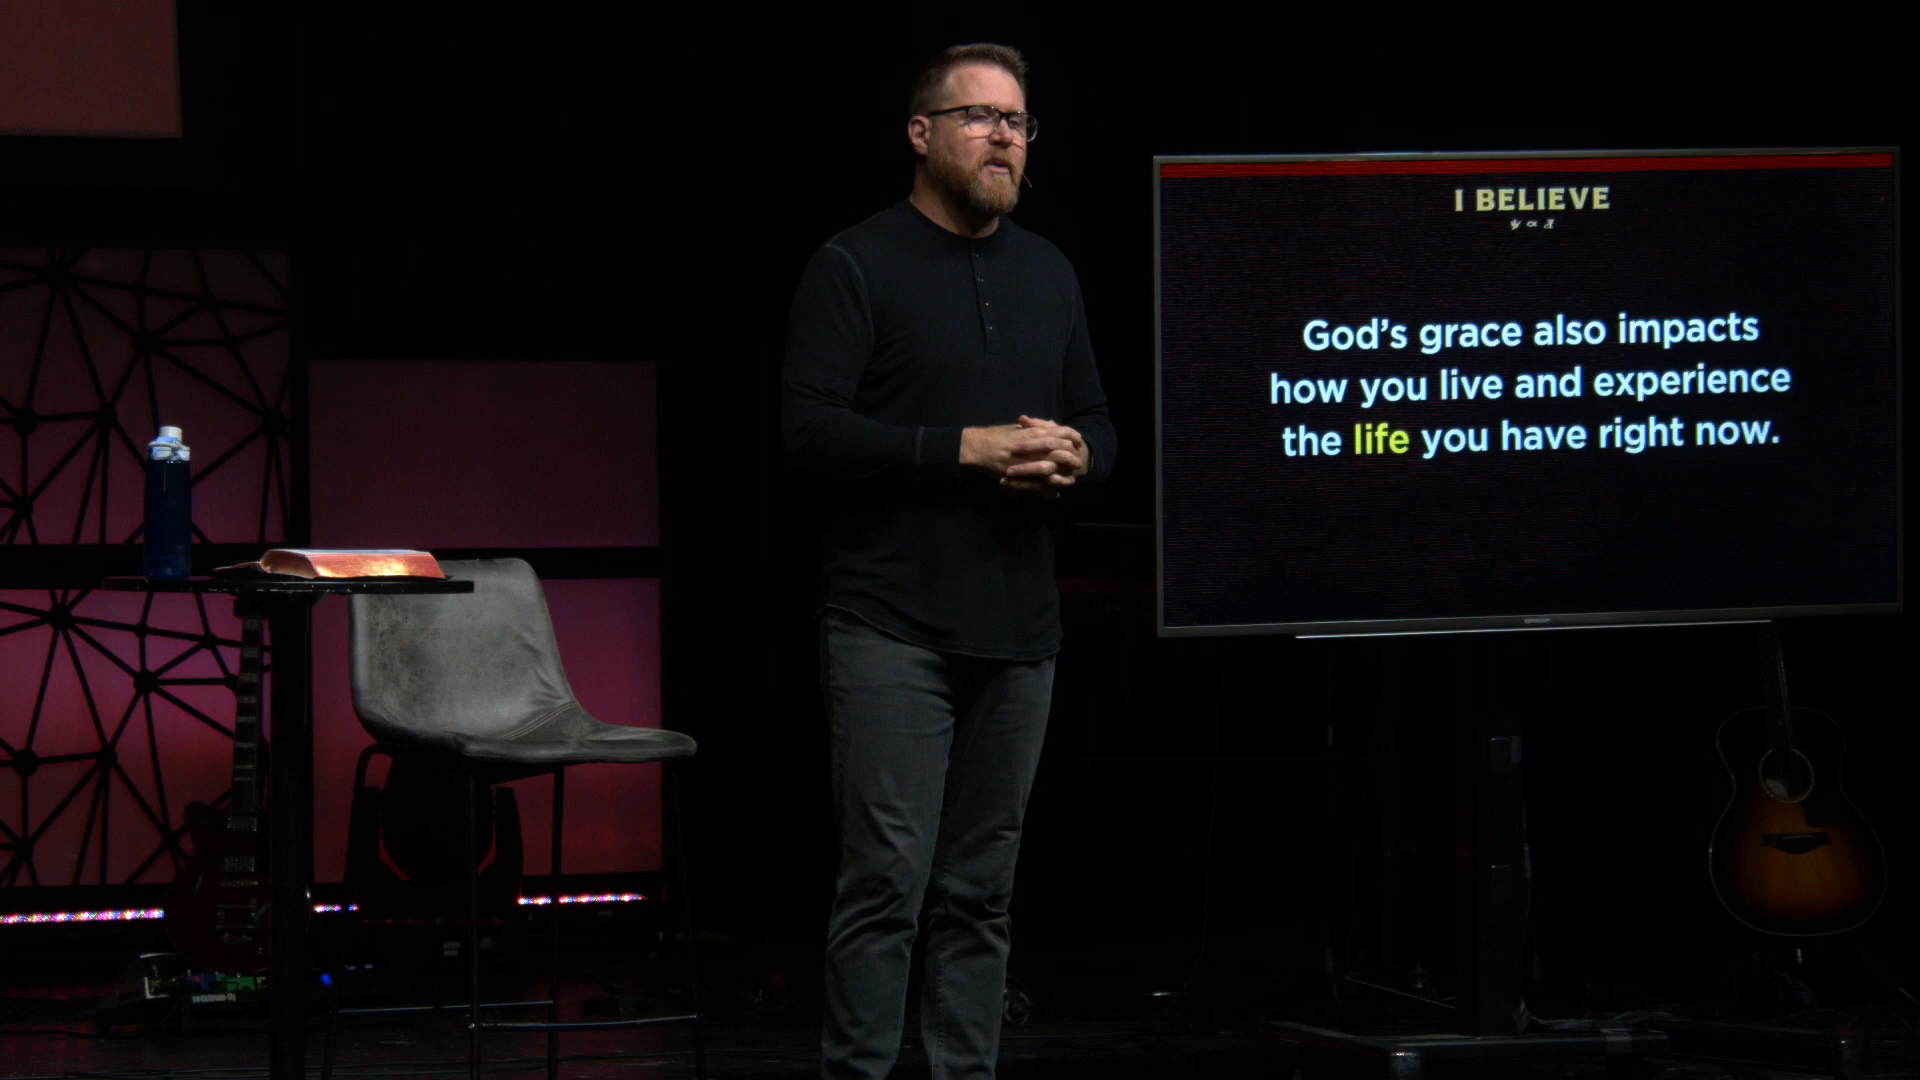 I BELIEVE
God's grace also impacts
how you live and experience
the life you have right now.